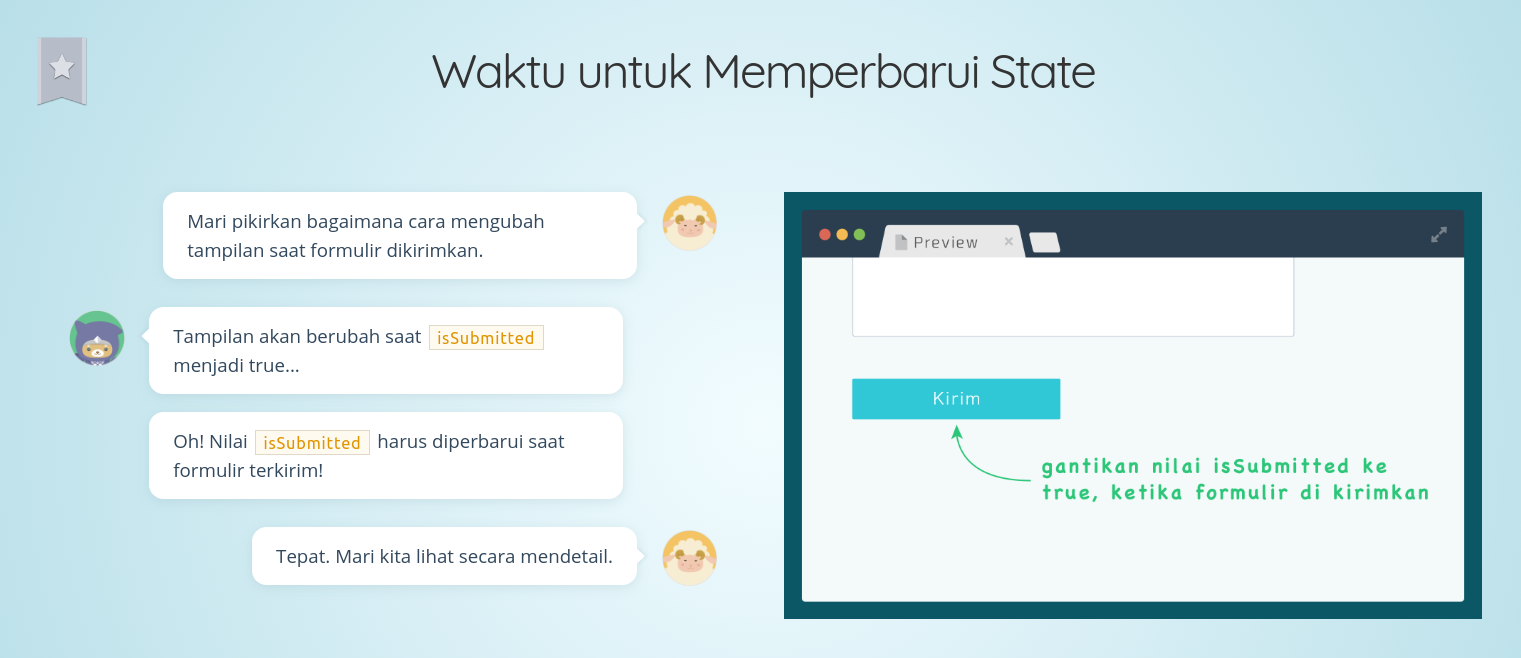 Waktu untuk Memperbarui State
Mari pikirkan bagaimana cara mengubah
tampilan saat formulir dikirimkan.
Tampilan akan berubah saat isSubmitted
menjadi true...
Oh! Nilai isSubmitted harus diperbarui saat
formulir terkirim!
Tepat. Mari kita lihat secara mendetail.
Preview
Kirim
gantikan nilai isSubmitted ke
true, ketika formulir di kirimkan